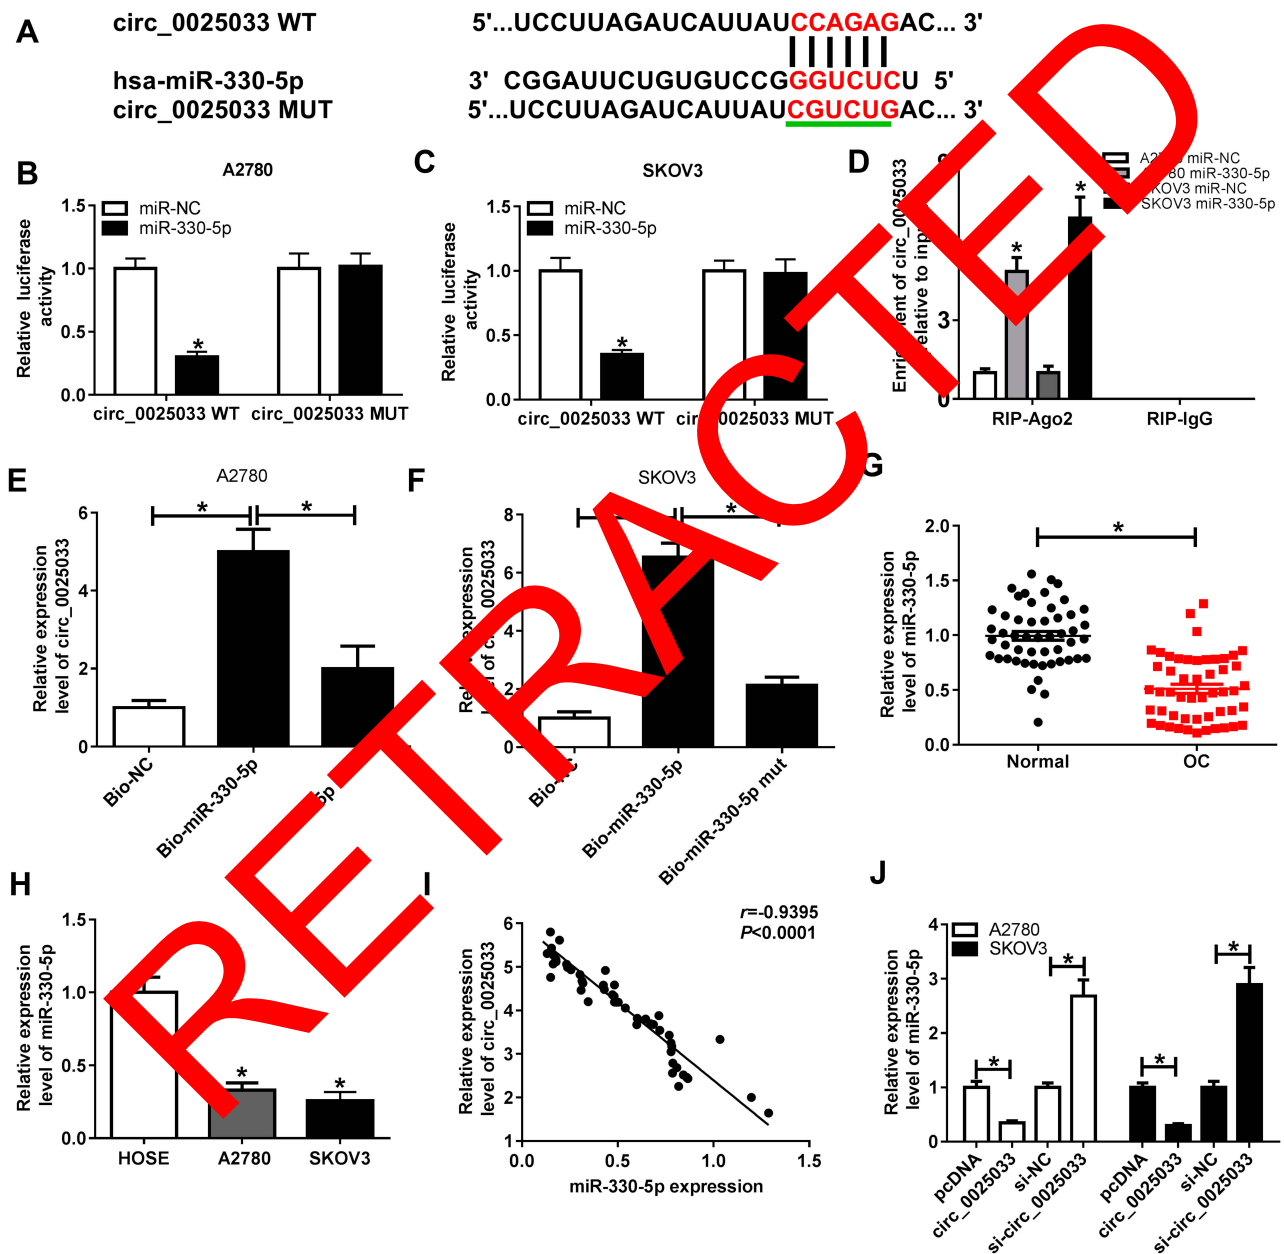 A
circ_0025033 WT 5'...UCCUUAGAUCAUUAUCCAGAGAC... 3'
hsa-miR-330-5p 3' CGGAUUCUGUGUCCGGGUCUCU 5'
circ_0025033 MUT 5'...UCCUUAGAUCAUUAUCGUCUGAC... 3'
B
A2780
Relative luciferase
activity
1.5
1.0
0.5
0.0
miR-NC
miR-330-5p
*
circ_0025033 WT circ_0025033 MUT
C
SKOV3
Relative luciferase
activity
1.5
1.0
0.5
0.0
miR-NC
miR-330-5p
*
circ_0025033 WT circ_0025033 MUT
D
of circ_0025033
relative to
3
0
miR-NC
miR-330-5p
miR-NC
SKOV3 miR-330-5p
*
*
RIP-Ago2 RIP-IgG
E
A2780
Relative expression
level of circ_0025033
6
4
2
0
* *
Bio-NC
Bio-miR-330-5p
F
SKOV3
expression
0025033
8
6
4
2
0
*
Bio-miR-330-5p
Bio-miR-330-5p mut
G
Relative expression
level of miR-330-5p
2.0
1.5
1.0
0.5
0.0
*
Normal OC
H
Relative expression
level of miR-330-5p
1.5
1.0
0.5
0.0
* *
HOSE A2780 SKOV3
I
Relative expression
level of circ_0025033
6
5
4
3
2
1
r=-0.9395
P<0.0001
0.0 0.5 1.0 1.5
miR-330-5p expression
J
Relative expression
level of miR-330-5p
4
3
2
1
0
A2780
SKOV3
* * * *
pcDNA
circ_0025033
si-NC
si-circ_0025033
pcDNA
circ_0025033
si-NC
si-circ_0025033
RETRACTED